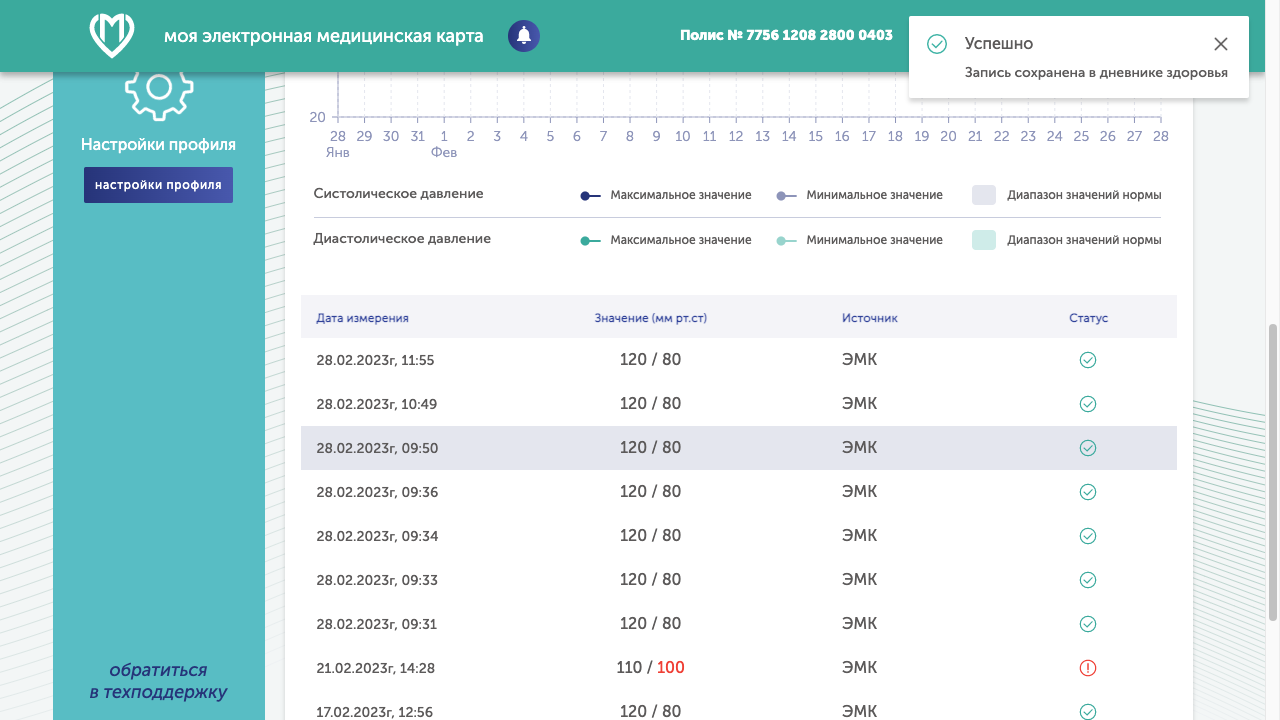 моя электронная медицинская карта
Полис № 7756 1208 2800 0403
Успешно
Запись сохранена в дневнике здоровья
Настройки профиля
настройки профиля
обратиться
в техподдержку
20
28 29 30 31 1 2 3 4 5 6 7 8 9 10 11 12 13 14 15 16 17 18 19 20 21 22 23 24 25 26 27 28
Янв Фев
Систолическое давление Максимальное значение Минимальное значение Диапазон значений нормы
Диастолическое давление Максимальное значение Минимальное значение Диапазон значений нормы
Дата измерения Значение (мм рт.ст) Источник Статус
28.02.2023г, 11:55 120 / 80 ЭМК
28.02.2023г, 10:49 120 / 80 ЭМК
28.02.2023г, 09:50 120 / 80 ЭМК
28.02.2023г, 09:36 120 / 80 ЭМК
28.02.2023г, 09:34 120 / 80 ЭМК
28.02.2023г, 09:33 120 / 80 ЭМК
28.02.2023г, 09:31 120 / 80 ЭМК
21.02.2023г, 14:28 110 / 100 ЭМК
17.02.2023г, 12:56 120 / 80 ЭМК